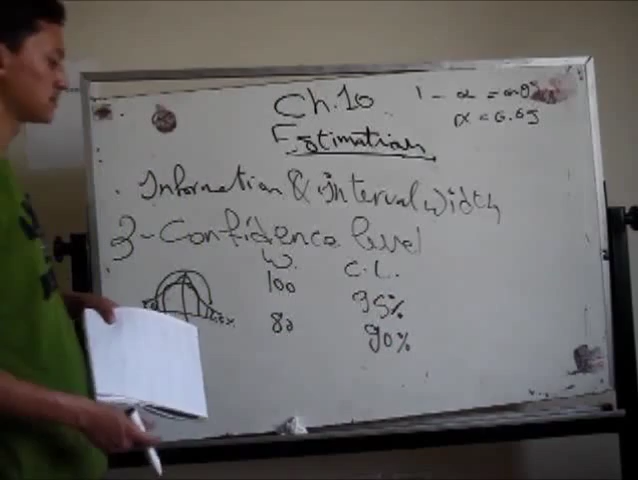 Ch.10
Estimation
1 - α = 0.95
α = 0.05
. Information & interval width
3- Confidence level
W. C.L.
100 95%
80 90%